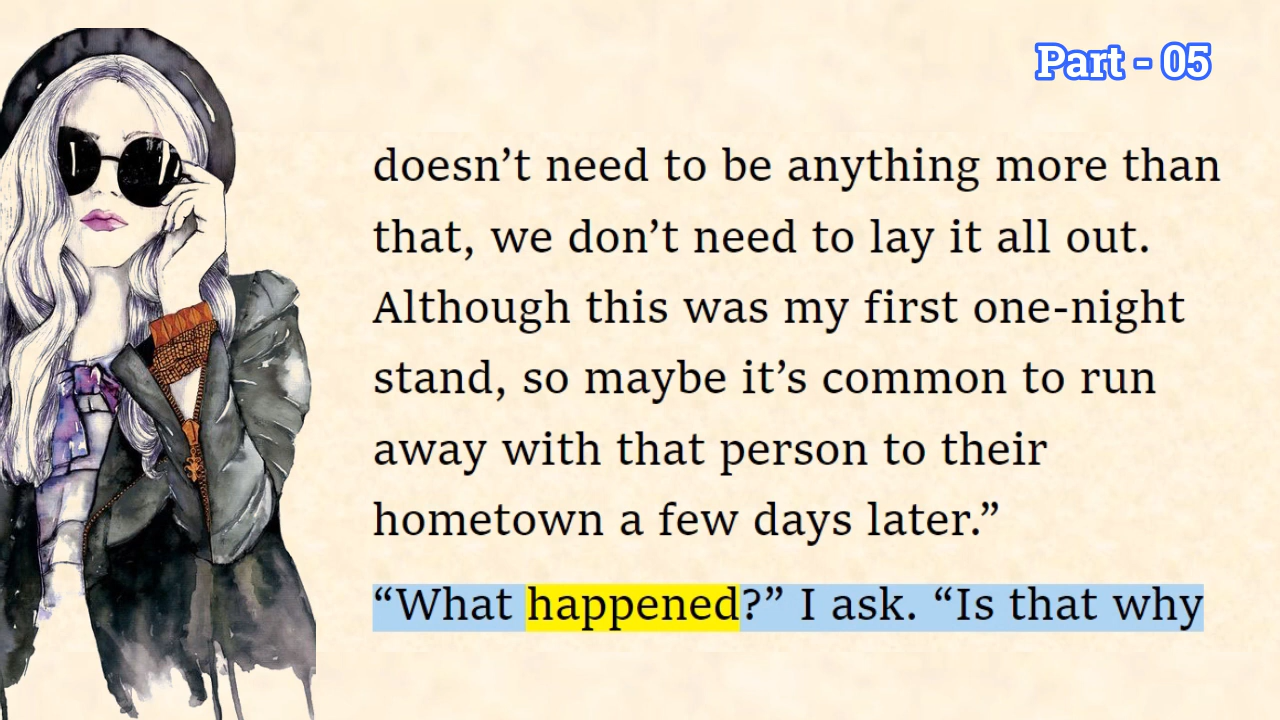 Part - 05
doesn’t need to be anything more than
that, we don’t need to lay it all out.
Although this was my first one-night
stand, so maybe it’s common to run
away with that person to their
hometown a few days later.”
“What happened?” I ask. “Is that why